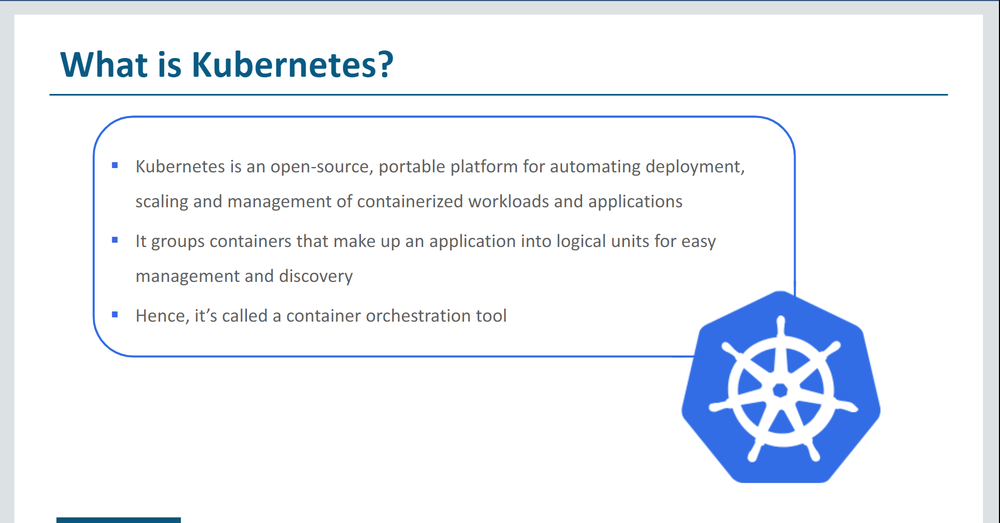 What is Kubernetes?
▪ Kubernetes is an open-source, portable platform for automating deployment,
scaling and management of containerized workloads and applications
▪ It groups containers that make up an application into logical units for easy
management and discovery
▪ Hence, it’s called a container orchestration tool